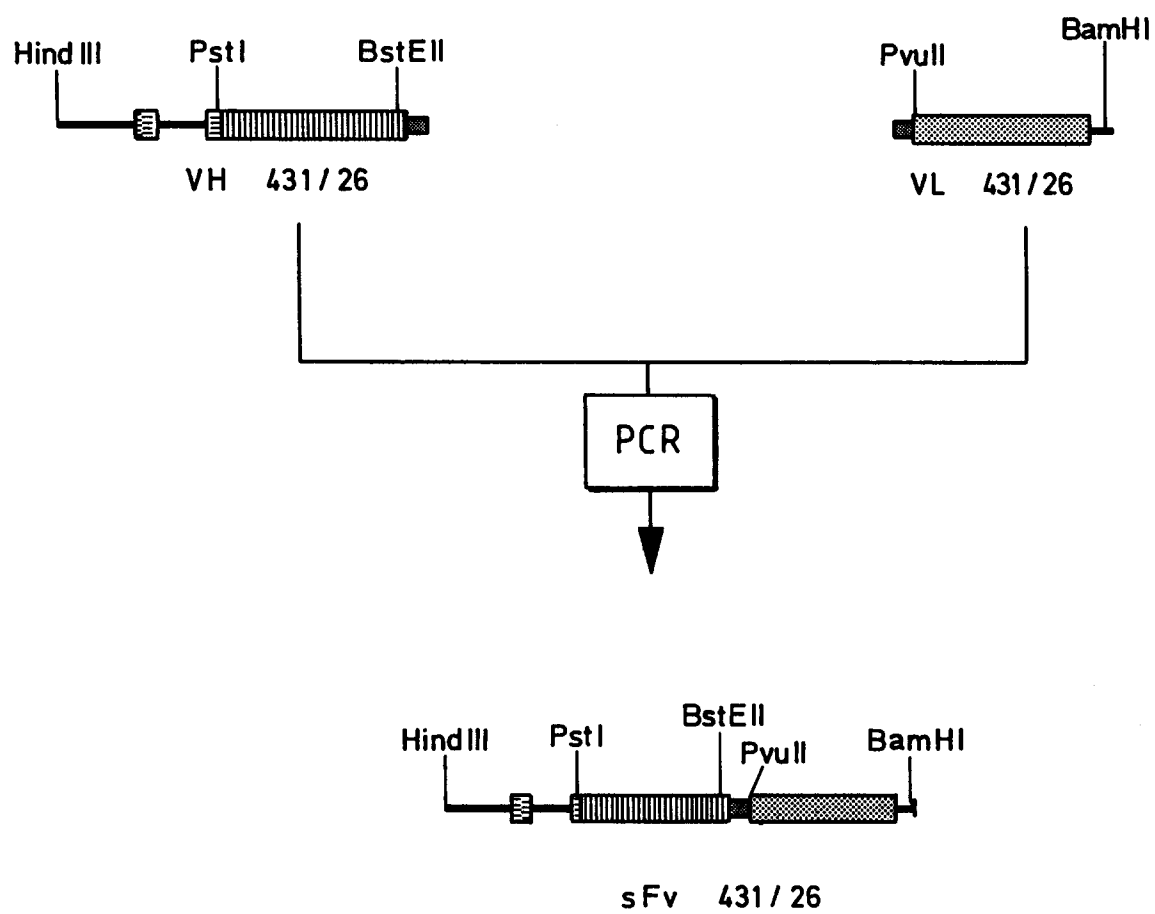 BamHI
Hind III PstI BstEII PvuII
VH 431/26 VL 431/26
PCR
BstEII
HindIII PstI PvuII BamHI
sFv 431/26